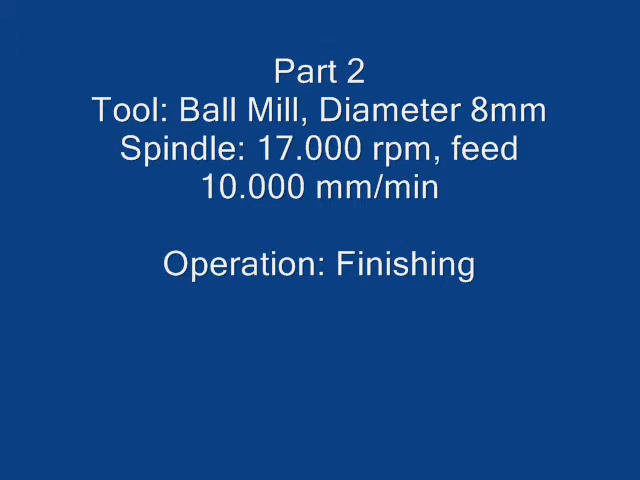 Part 2
Tool: Ball Mill, Diameter 8mm
Spindle: 17.000 rpm, feed
10.000 mm/min
Operation: Finishing